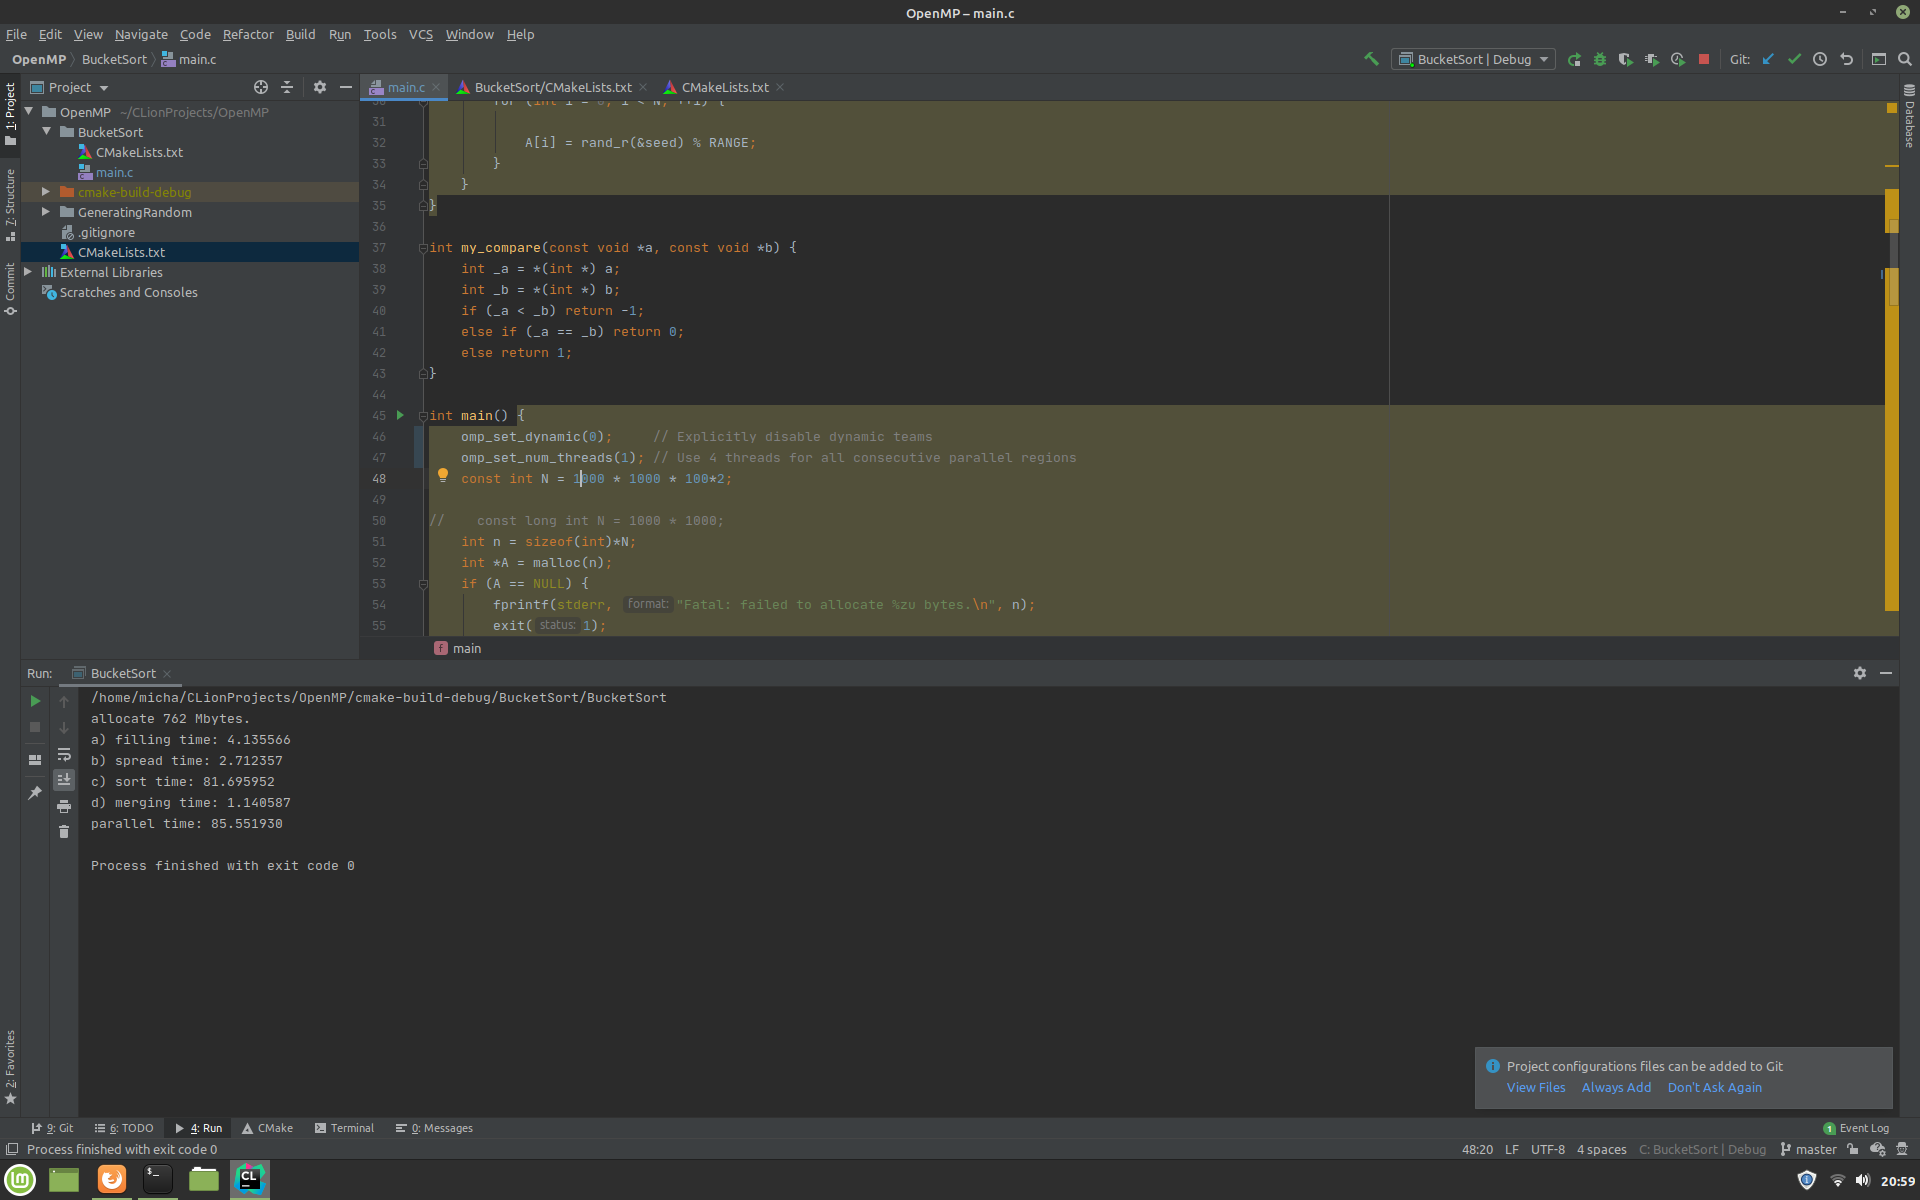 OpenMP – main.c
File Edit View Navigate Code Refactor Build Run Tools VCS Window Help
OpenMP BucketSort main.c BucketSort | Debug Git:
1: Project
7: Structure
Commit
2: Favorites
Database
Project
main.c BucketSort/CMakeLists.txt CMakeLists.txt
OpenMP ~/CLionProjects/OpenMP
BucketSort
CMakeLists.txt
main.c
cmake-build-debug
GeneratingRandom
.gitignore
CMakeLists.txt
External Libraries
Scratches and Consoles
30 for (int i = 0; i < N; ++i) {
31
32 A[i] = rand_r(&seed) % RANGE;
33 }
34 }
35 }
36
37 int my_compare(const void *a, const void *b) {
38 int _a = *(int *) a;
39 int _b = *(int *) b;
40 if (_a < _b) return -1;
41 else if (_a == _b) return 0;
42 else return 1;
43 }
44
45 int main() {
46 omp_set_dynamic(0); // Explicitly disable dynamic teams
47 omp_set_num_threads(1); // Use 4 threads for all consecutive parallel regions
48 const int N = 1000 * 1000 * 100*2;
49
50 // const long int N = 1000 * 1000;
51 int n = sizeof(int)*N;
52 int *A = malloc(n);
53 if (A == NULL) {
54 fprintf(stderr, format: "Fatal: failed to allocate %zu bytes.\n", n);
55 exit( status: 1);
f main
Run: BucketSort
/home/micha/CLionProjects/OpenMP/cmake-build-debug/BucketSort/BucketSort
allocate 762 Mbytes.
a) filling time: 4.135566
b) spread time: 2.712357
c) sort time: 81.695952
d) merging time: 1.140587
parallel time: 85.551930
Process finished with exit code 0
Project configurations files can be added to Git
View Files Always Add Don't Ask Again
9: Git 6: TODO 4: Run CMake Terminal 0: Messages 1 Event Log
Process finished with exit code 0 48:20 LF UTF-8 4 spaces C: BucketSort | Debug master
CL
20:59